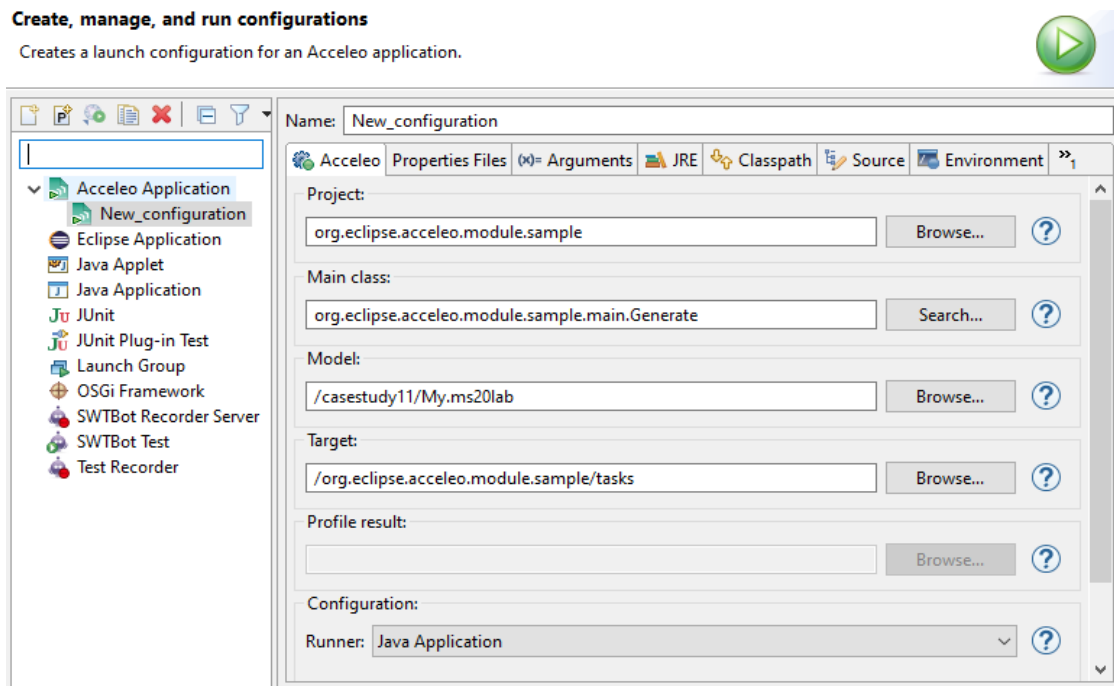 Create, manage, and run configurations
Creates a launch configuration for an Acceleo application.
Name: New_configuration
Acceleo Properties Files (x)= Arguments JRE Classpath Source Environment »1
Acceleo Application
New_configuration
Eclipse Application
Java Applet
Java Application
JUnit
JUnit Plug-in Test
Launch Group
OSGi Framework
SWTBot Recorder Server
SWTBot Test
Test Recorder
Project:
org.eclipse.acceleo.module.sample Browse...
Main class:
org.eclipse.acceleo.module.sample.main.Generate Search...
Model:
/casestudy11/My.ms20lab Browse...
Target:
/org.eclipse.acceleo.module.sample/tasks Browse...
Profile result:
Browse...
Configuration:
Runner: Java Application